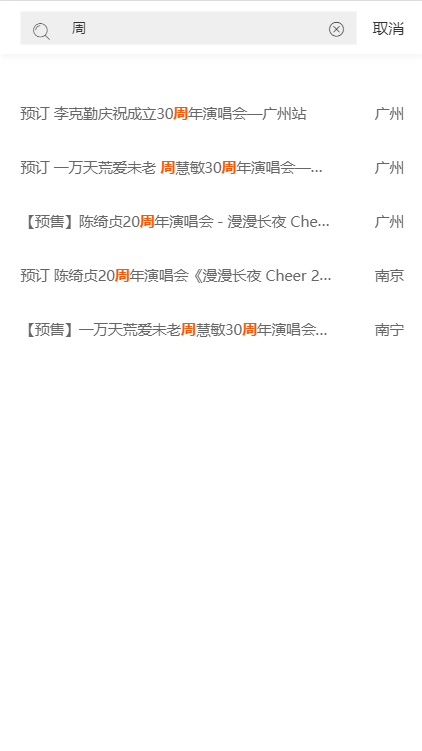 周 取消
预订 李克勤庆祝成立30周年演唱会—广州站 广州
预订 一万天荒爱未老 周慧敏30周年演唱会—... 广州
【预售】陈绮贞20周年演唱会 - 漫漫长夜 Che... 广州
预订 陈绮贞20周年演唱会《漫漫长夜 Cheer 2... 南京
【预售】一万天荒爱未老周慧敏30周年演唱会... 南宁